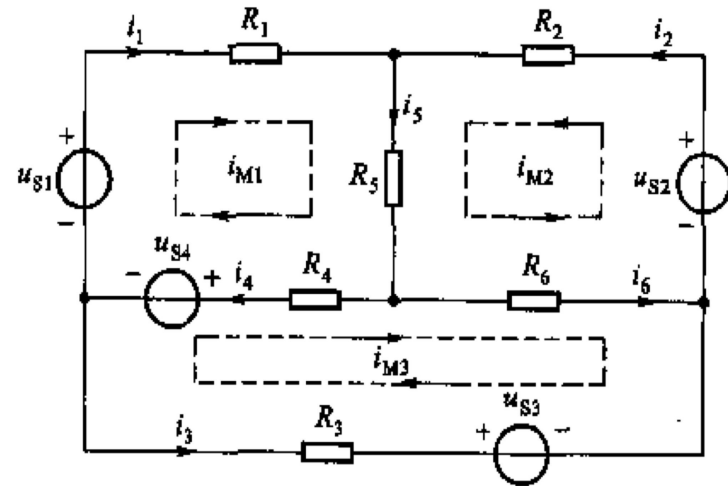 i1 R1 R2 i2
+ i5 +
uS1 iM1 R5 iM2 uS2
− −
uS4
− + i4 R4 R6 i6
iM3
uS3
i3 R3 + −